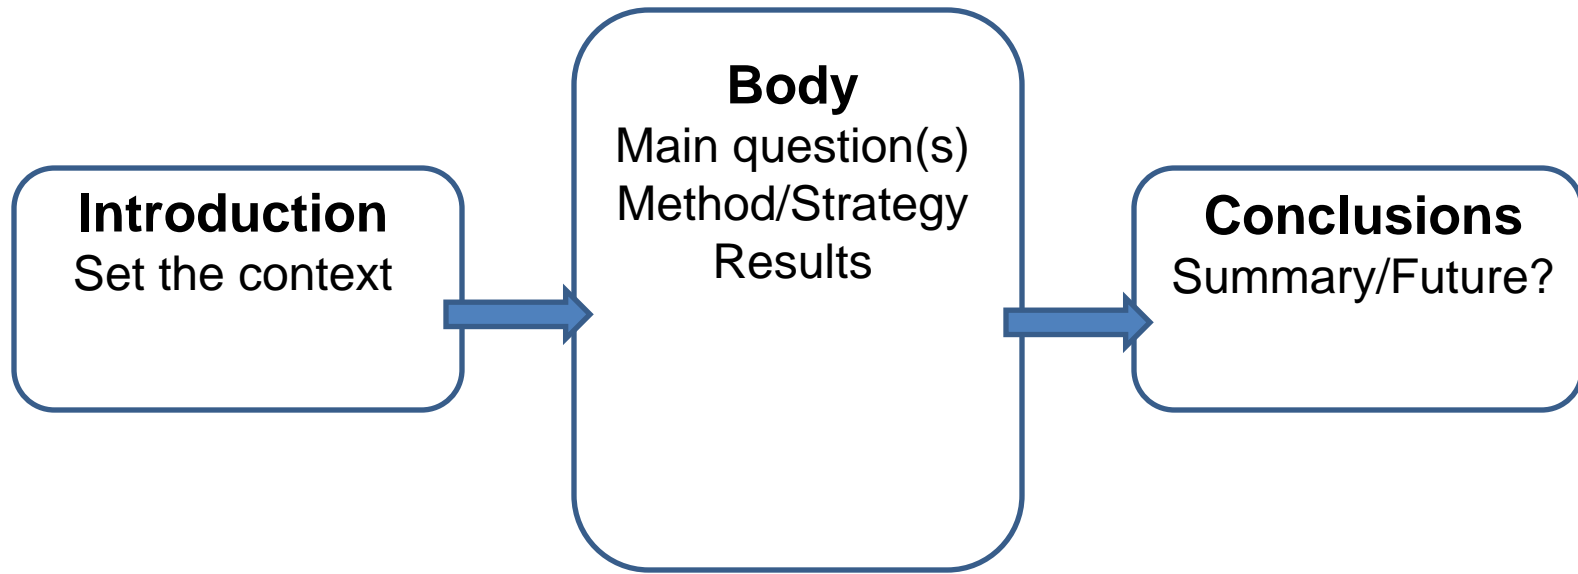 Introduction
Set the context
Body
Main question(s)
Method/Strategy
Results
Conclusions
Summary/Future?